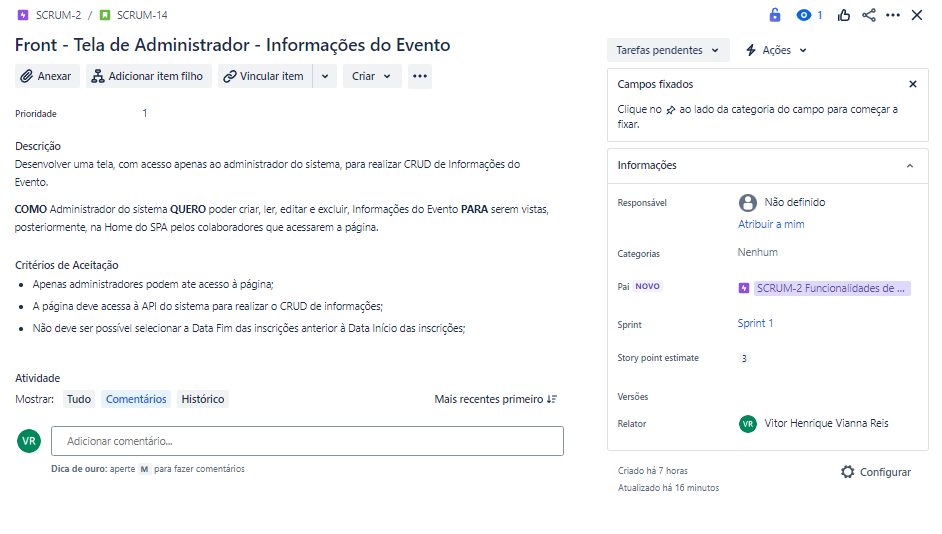 SCRUM-2 / SCRUM-14
1
Front - Tela de Administrador - Informações do Evento
Anexar
Adicionar item filho
Vincular item
Criar
Prioridade
1
Descrição
Desenvolver uma tela, com acesso apenas ao administrador do sistema, para realizar CRUD de Informações do
Evento.
COMO Administrador do sistema QUERO poder criar, ler, editar e excluir, Informações do Evento PARA serem vistas,
posteriormente, na Home do SPA pelos colaboradores que acessarem a página.
Critérios de Aceitação
• Apenas administradores podem ate acesso à página;
• A página deve acessa à API do sistema para realizar o CRUD de informações;
• Não deve ser possível selecionar a Data Fim das inscrições anterior à Data Início das inscrições;
Atividade
Mostrar: Tudo Comentários Histórico
Mais recentes primeiro
VR
Adicionar comentário...
Dica de ouro: aperte M para fazer comentários
Tarefas pendentes
Ações
Campos fixados
Clique no ao lado da categoria do campo para começar a
fixar.
Informações
Responsável
Não definido
Atribuir a mim
Categorias
Nenhum
Pai NOVO
SCRUM-2 Funcionalidades de ...
Sprint
Sprint 1
Story point estimate
3
Versões
Relator
VR Vitor Henrique Vianna Reis
Criado há 7 horas
Atualizado há 16 minutos
Configurar